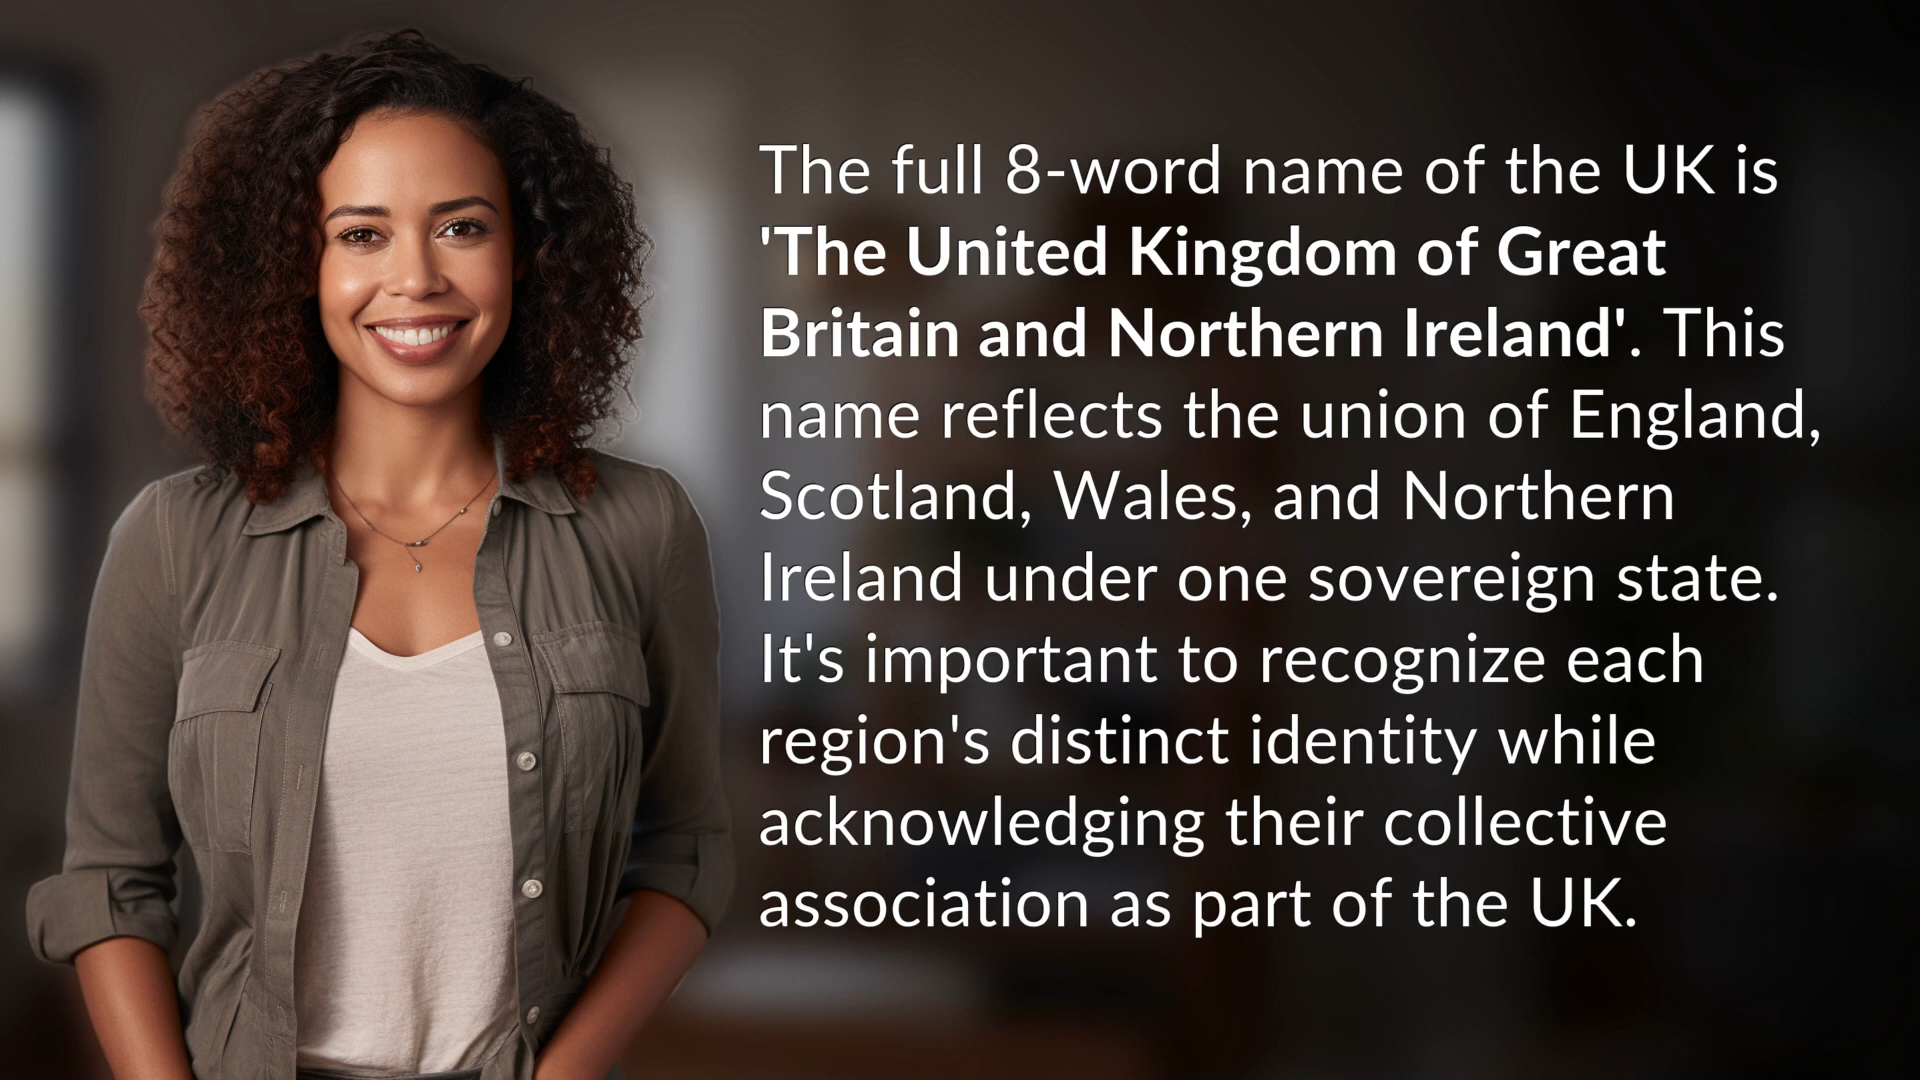 The full 8-word name of the UK is
'The United Kingdom of Great
Britain and Northern Ireland'. This
name reflects the union of England,
Scotland, Wales, and Northern
Ireland under one sovereign state.
It's important to recognize each
region's distinct identity while
acknowledging their collective
association as part of the UK.